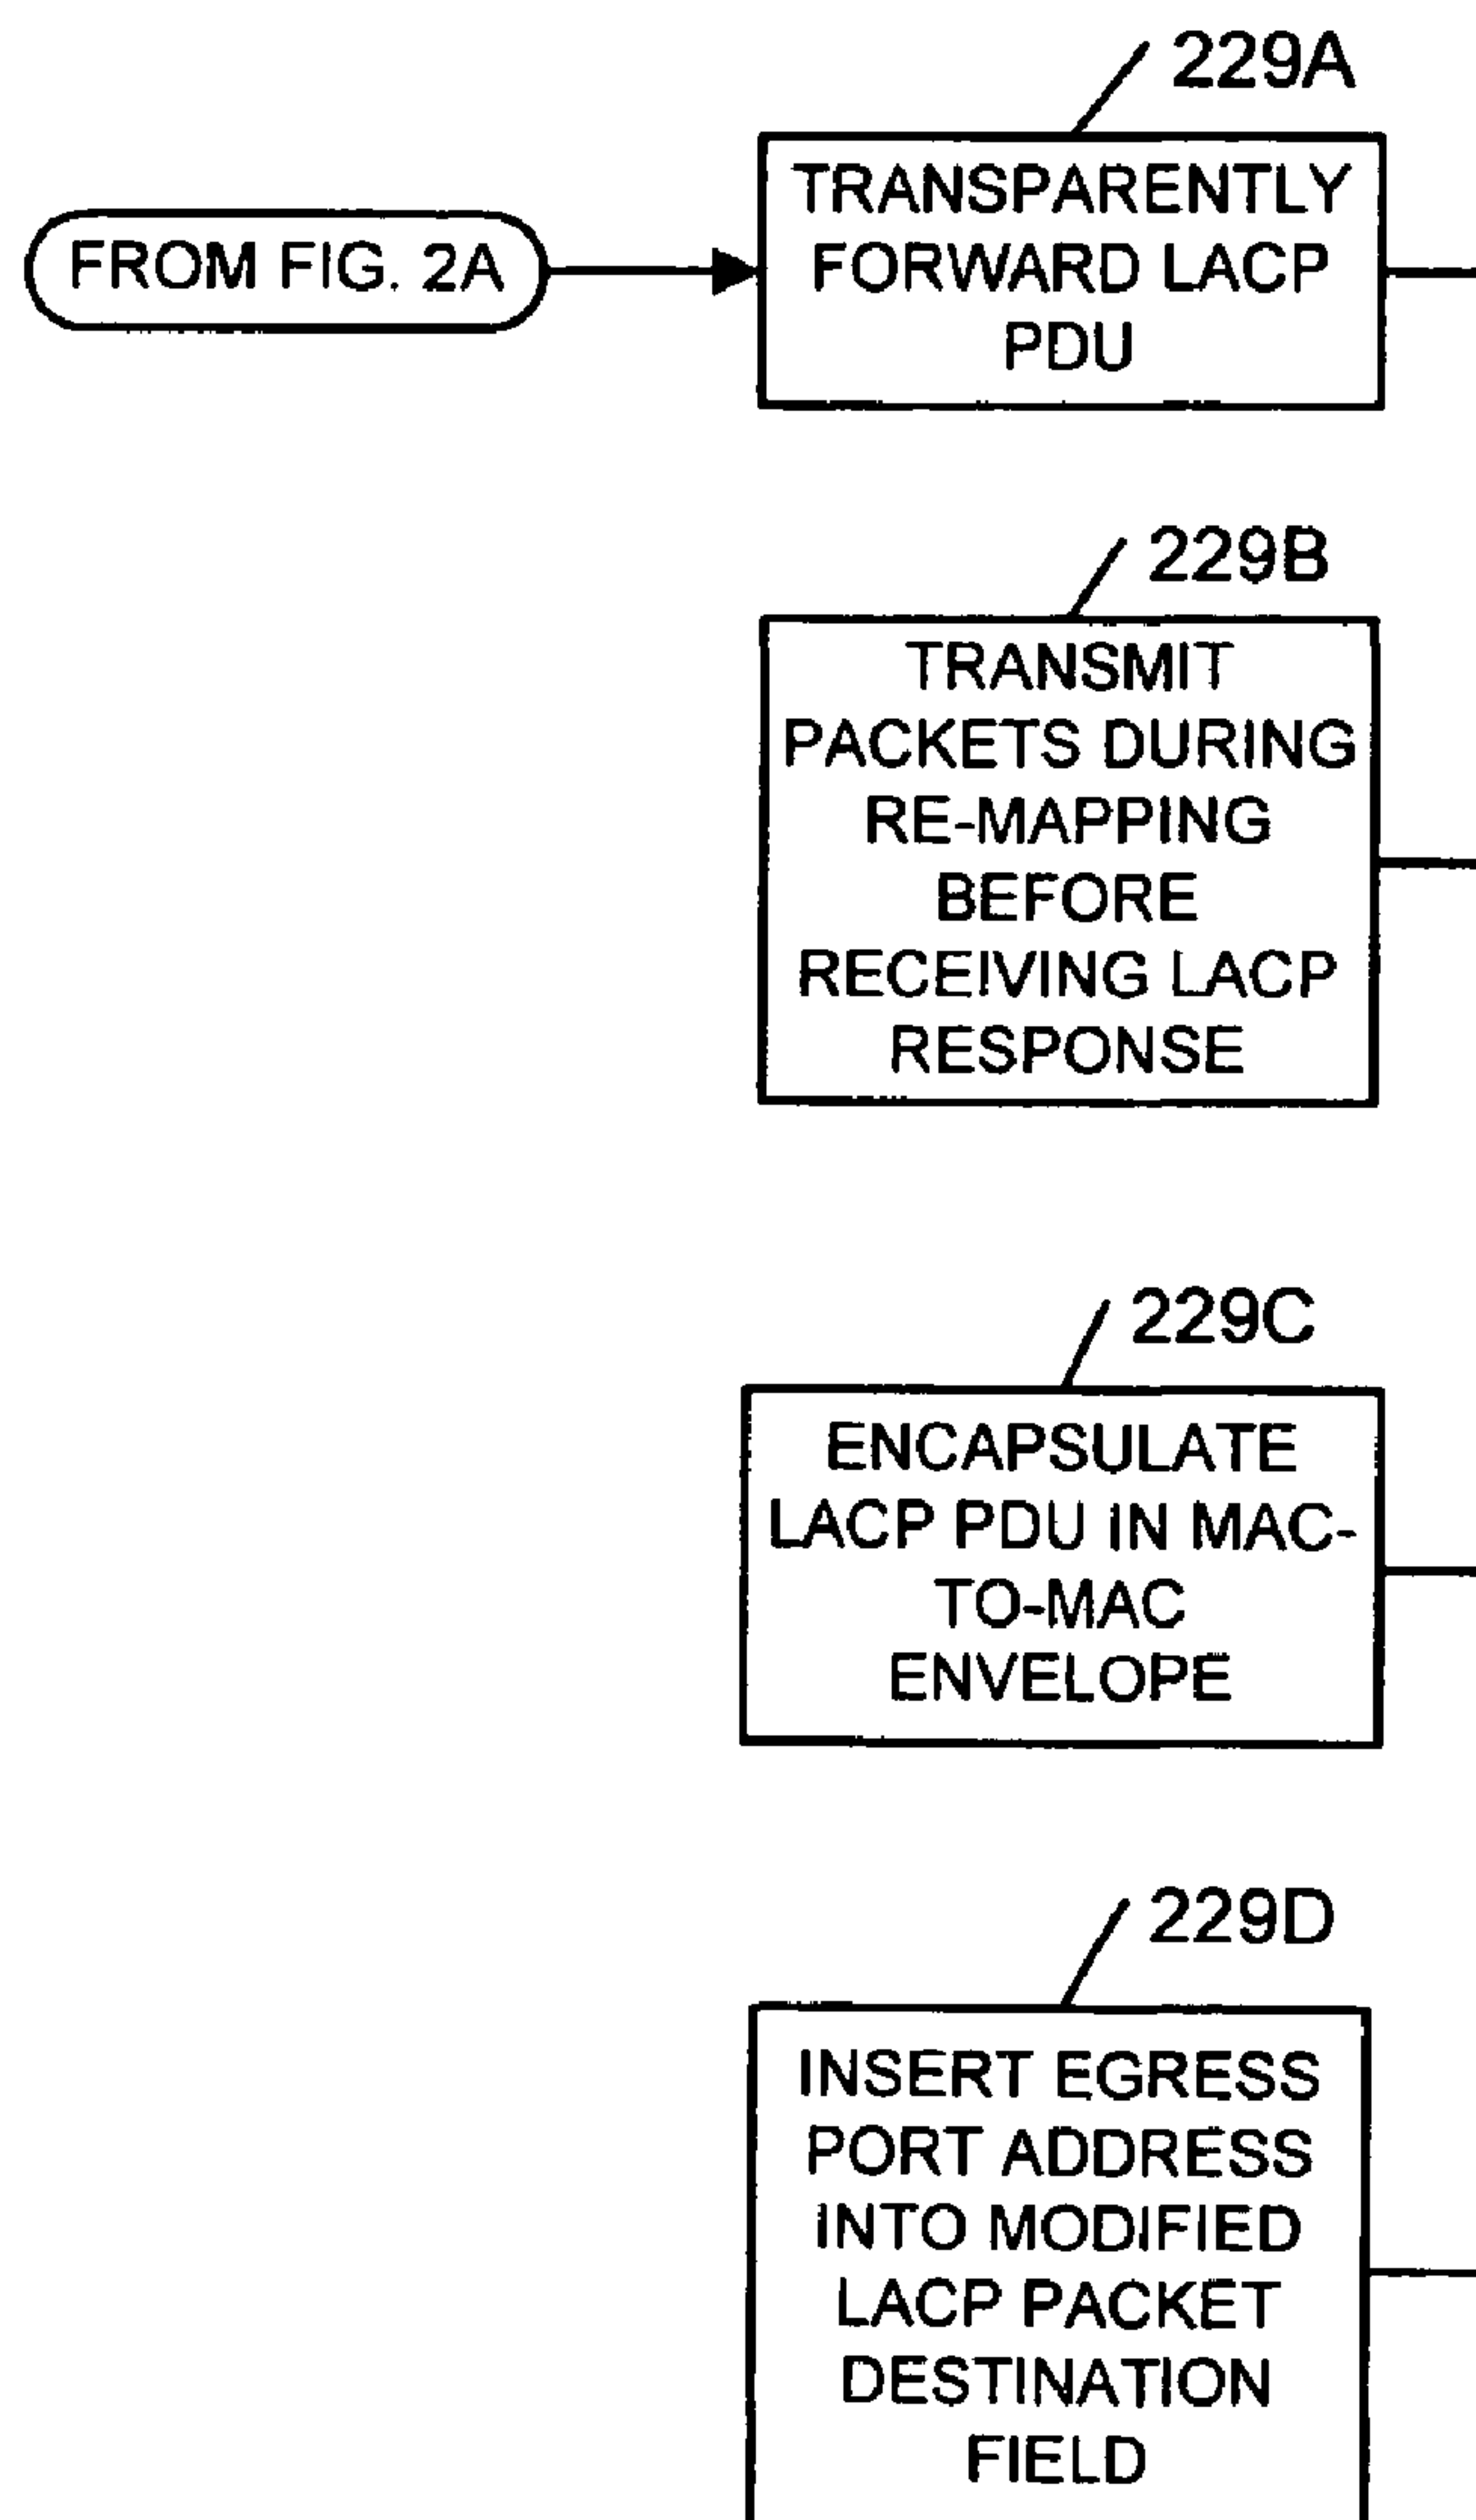 229A
FROM FIG. 2A
TRANSPARENTLY
FORWARD LACP
PDU
229B
TRANSMIT
PACKETS DURING
RE-MAPPING
BEFORE
RECEIVING LACP
RESPONSE
229C
ENCAPSULATE
LACP PDU IN MAC-
TO-MAC
ENVELOPE
229D
INSERT EGRESS
PORT ADDRESS
INTO MODIFIED
LACP PACKET
DESTINATION
FIELD